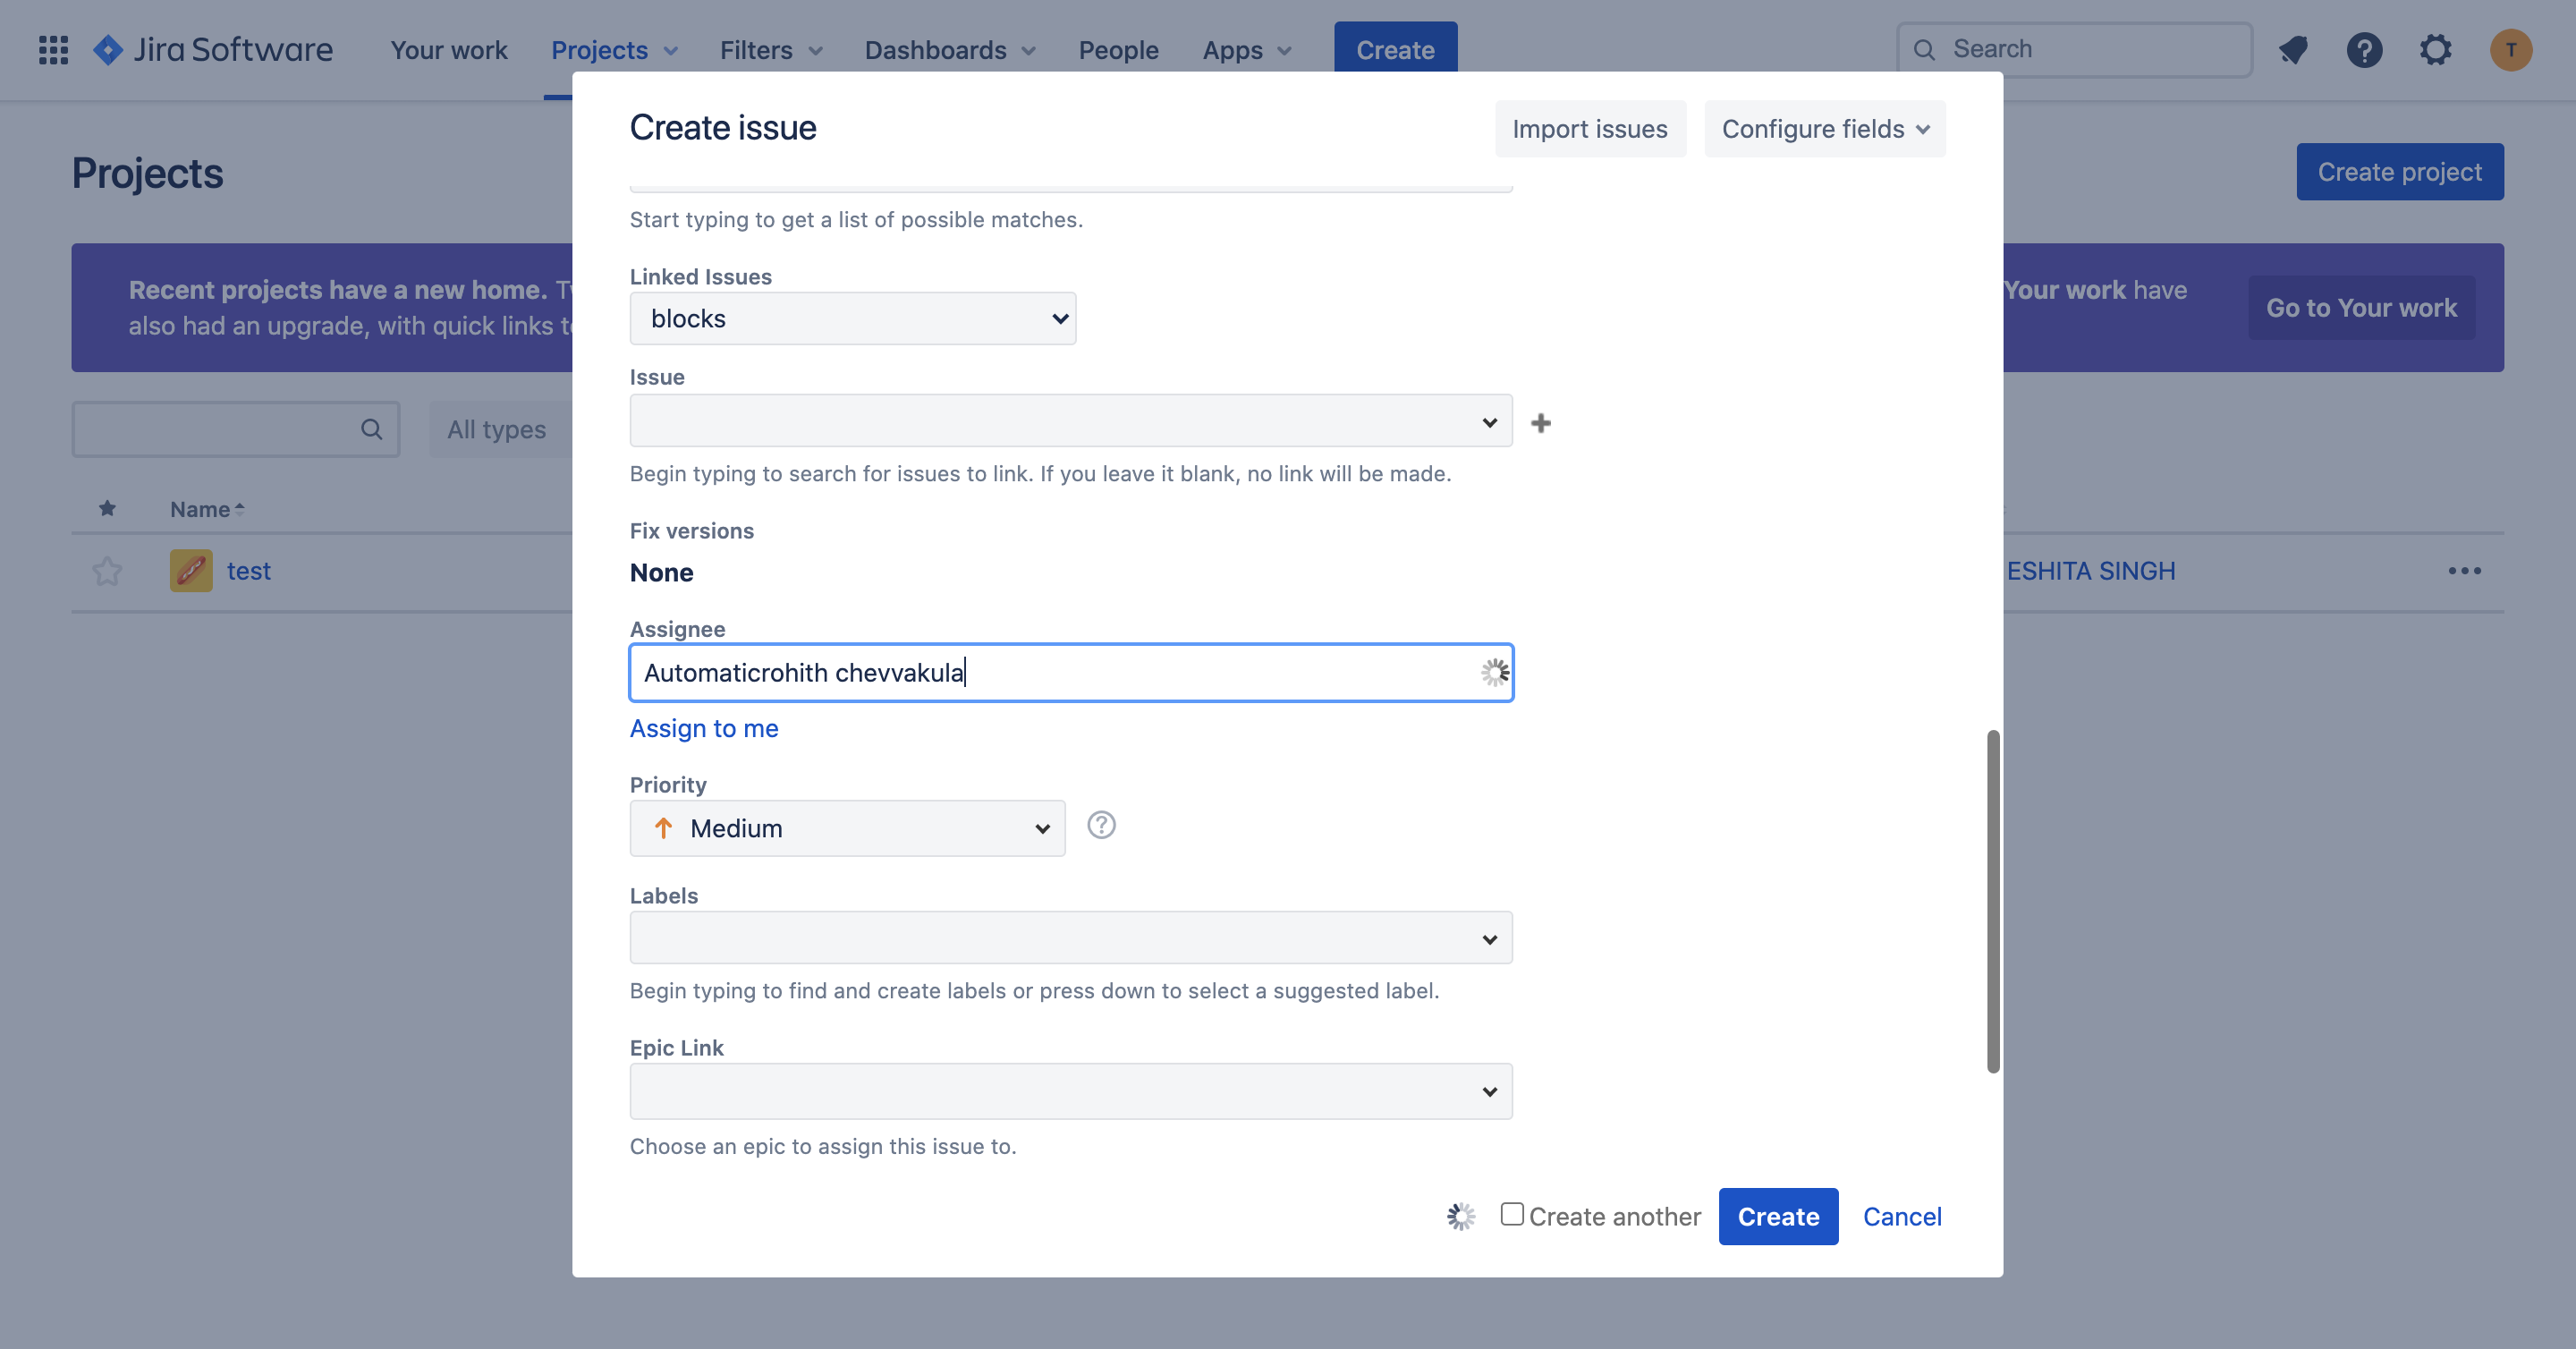 Jira Software
Your work
Projects
Filters
Dashboards
People
Apps
Create
Search
T
Projects
Create project
Recent projects have a new home.
Your work have
also had an upgrade, with quick links
Go to Your work
All types
Name
test
ESHITA SINGH
Create issue
Import issues
Configure fields
Start typing to get a list of possible matches.
Linked Issues
blocks
Issue
Begin typing to search for issues to link. If you leave it blank, no link will be made.
Fix versions
None
Assignee
Automaticrohith chevvakula
Assign to me
Priority
Medium
Labels
Begin typing to find and create labels or press down to select a suggested label.
Epic Link
Choose an epic to assign this issue to.
Create another
Create
Cancel